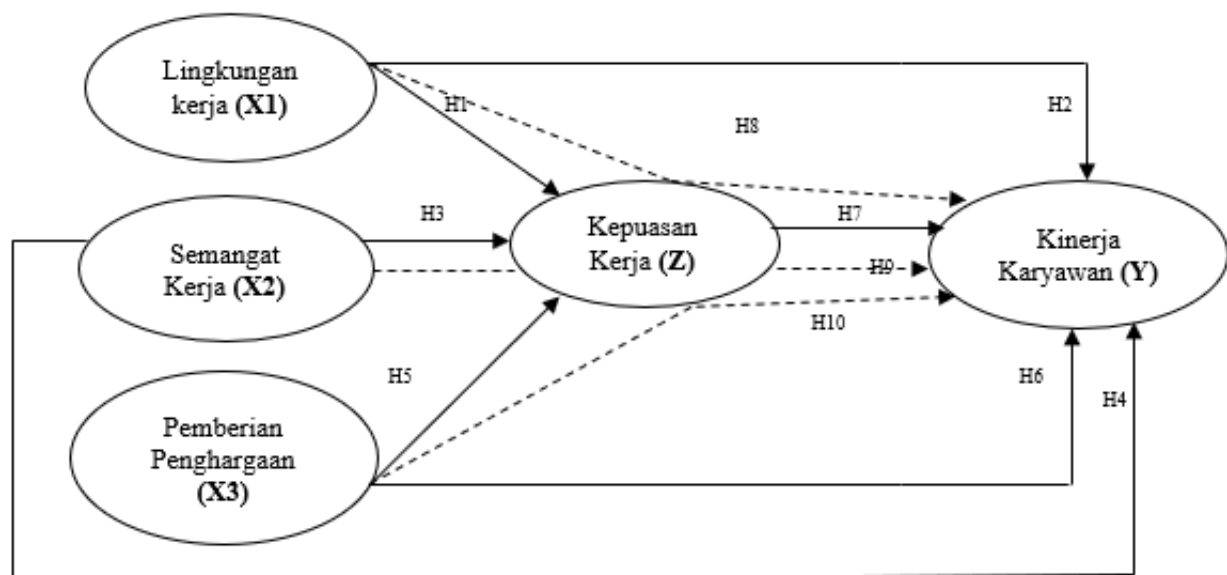 Lingkungan
kerja (X1)
H1
H2
H8
H3
Semangat
Kerja (X2)
Kepuasan
Kerja (Z)
H7
H9
Kinerja
Karyawan (Y)
H10
H5
H6
H4
Pemberian
Penghargaan
(X3)